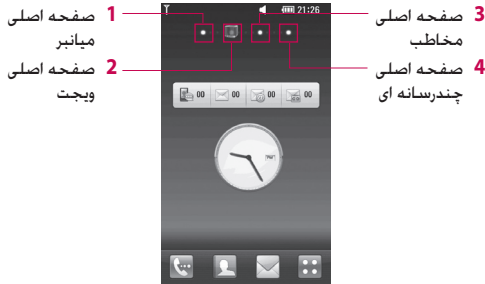 1 صفحه اصلی
میانبر
2 صفحه اصلی
ویجت
3 صفحه اصلی
مخاطب
4 صفحه اصلی
چندرسانه ای
21:26
00 00 00 00